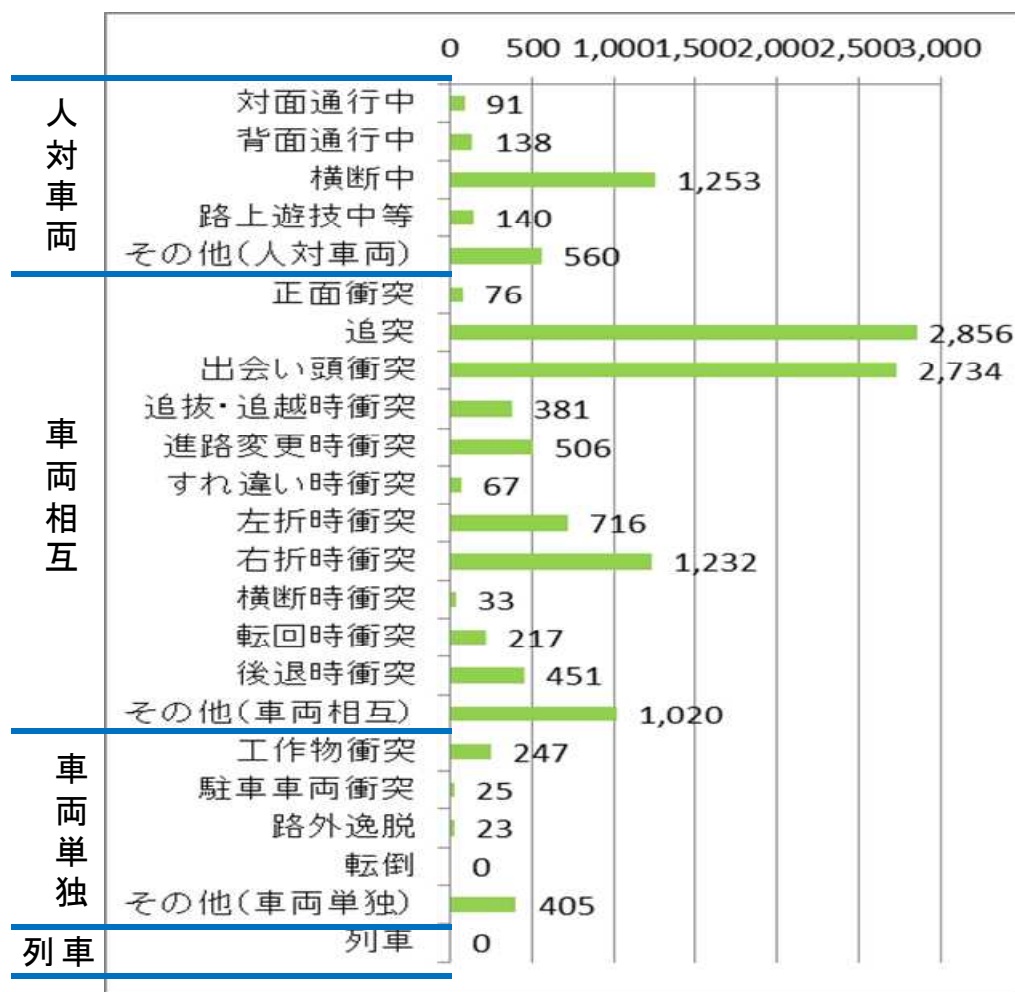 0 500 1,000 1,500 2,000 2,500 3,000
人対車両
対面通行中 91
背面通行中 138
横断中 1,253
路上遊技中等 140
その他(人対車両) 560
車両相互
正面衝突 76
追突 2,856
出会い頭衝突 2,734
追抜・追越時衝突 381
進路変更時衝突 506
すれ違い時衝突 67
左折時衝突 716
右折時衝突 1,232
横断時衝突 33
転回時衝突 217
後退時衝突 451
その他(車両相互) 1,020
車両単独
工作物衝突 247
駐車車両衝突 25
路外逸脱 23
転倒 0
その他(車両単独) 405
列車
列車 0